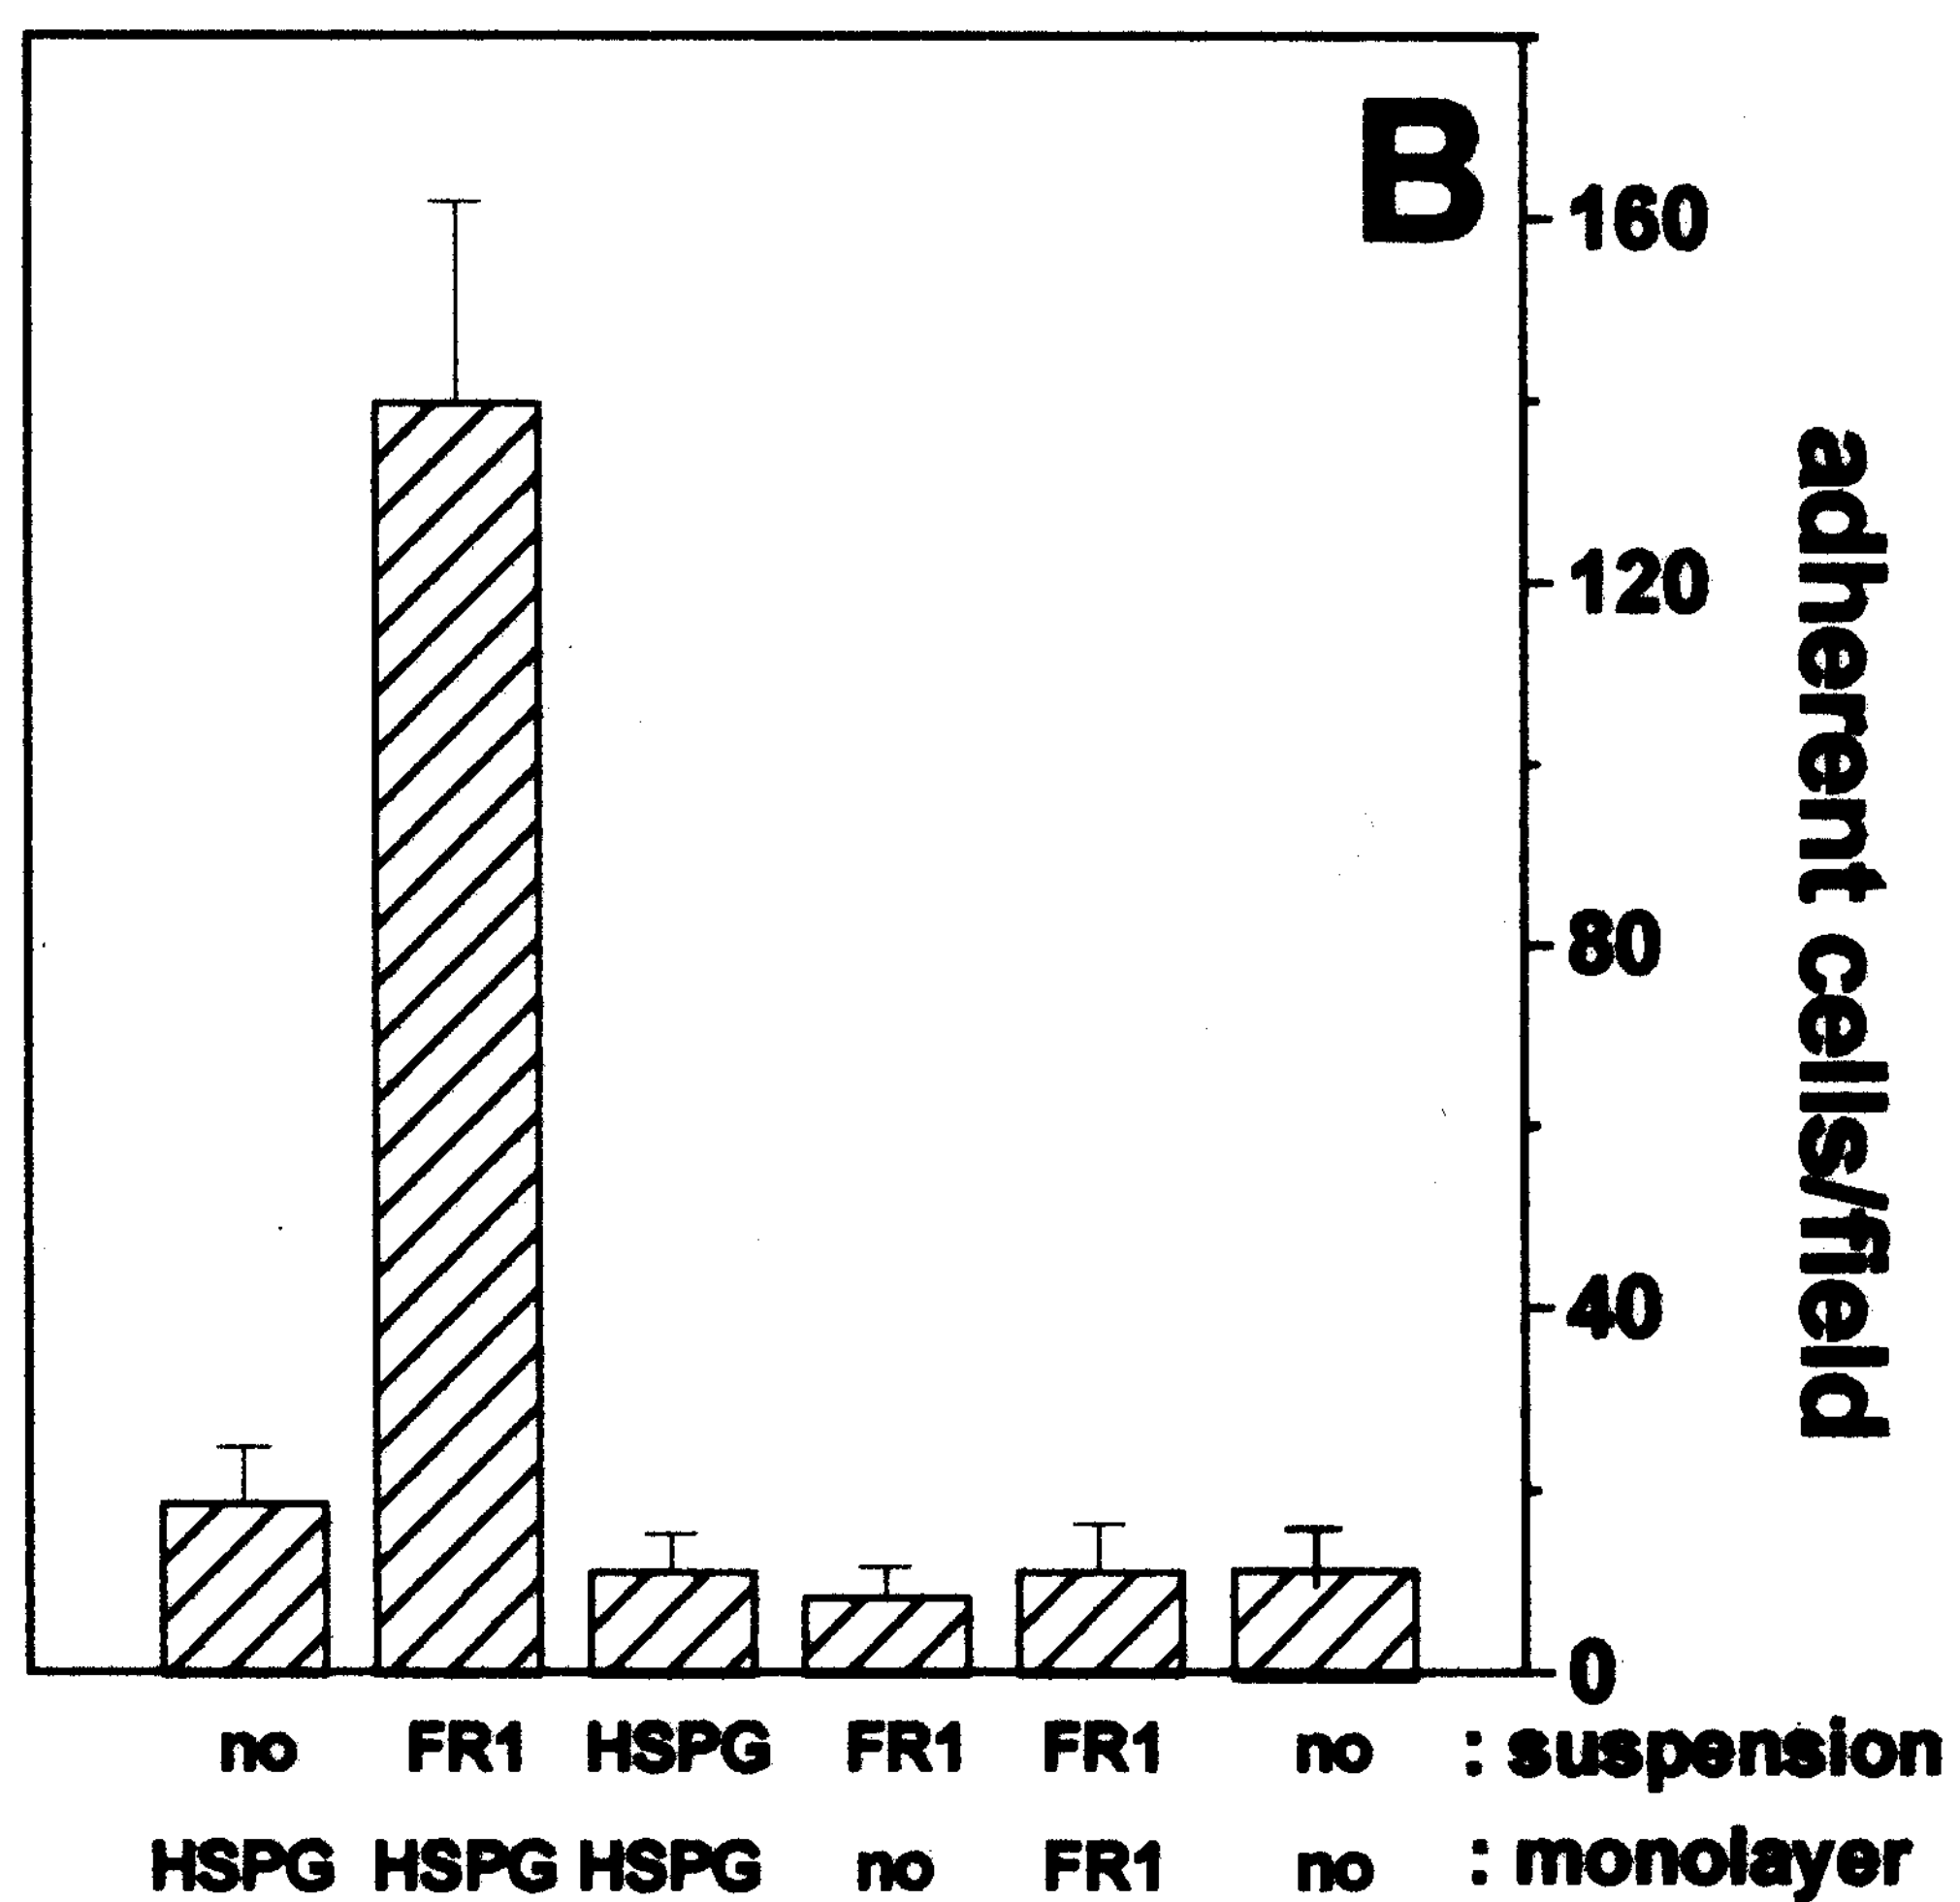 B
160
120
80
40
0
adherent cells/field
no FR1 HSPG FR1 FR1 no : suspension
HSPG HSPG HSPG no FR1 no : monolayer